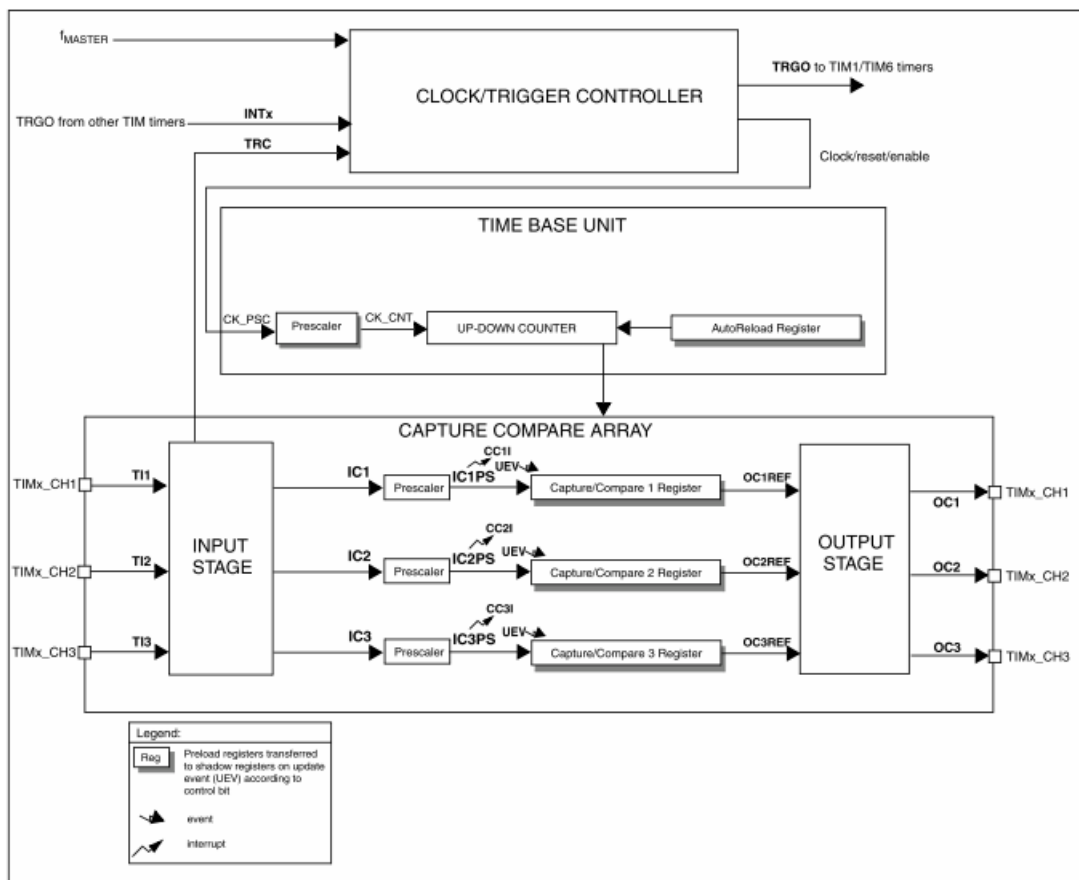 fMASTER
CLOCK/TRIGGER CONTROLLER
TRGO to TIM1/TIM6 timers
TRGO from other TIM timers
INTx
TRC
Clock/reset/enable
TIME BASE UNIT
CK_PSC
Prescaler
CK_CNT
UP-DOWN COUNTER
AutoReload Register
CAPTURE COMPARE ARRAY
TIMx_CH1
TI1
INPUT
STAGE
IC1
Prescaler
IC1PS
CC1I
UEV
Capture/Compare 1 Register
OC1REF
OUTPUT
STAGE
OC1
TIMx_CH1
TIMx_CH2
TI2
IC2
Prescaler
IC2PS
CC2I
UEV
Capture/Compare 2 Register
OC2REF
OC2
TIMx_CH2
TIMx_CH3
TI3
IC3
Prescaler
IC3PS
CC3I
UEV
Capture/Compare 3 Register
OC3REF
OC3
TIMx_CH3
Legend:
Reg
Preload registers transferred
to shadow registers on update
event (UEV) according to
control bit
event
interrupt